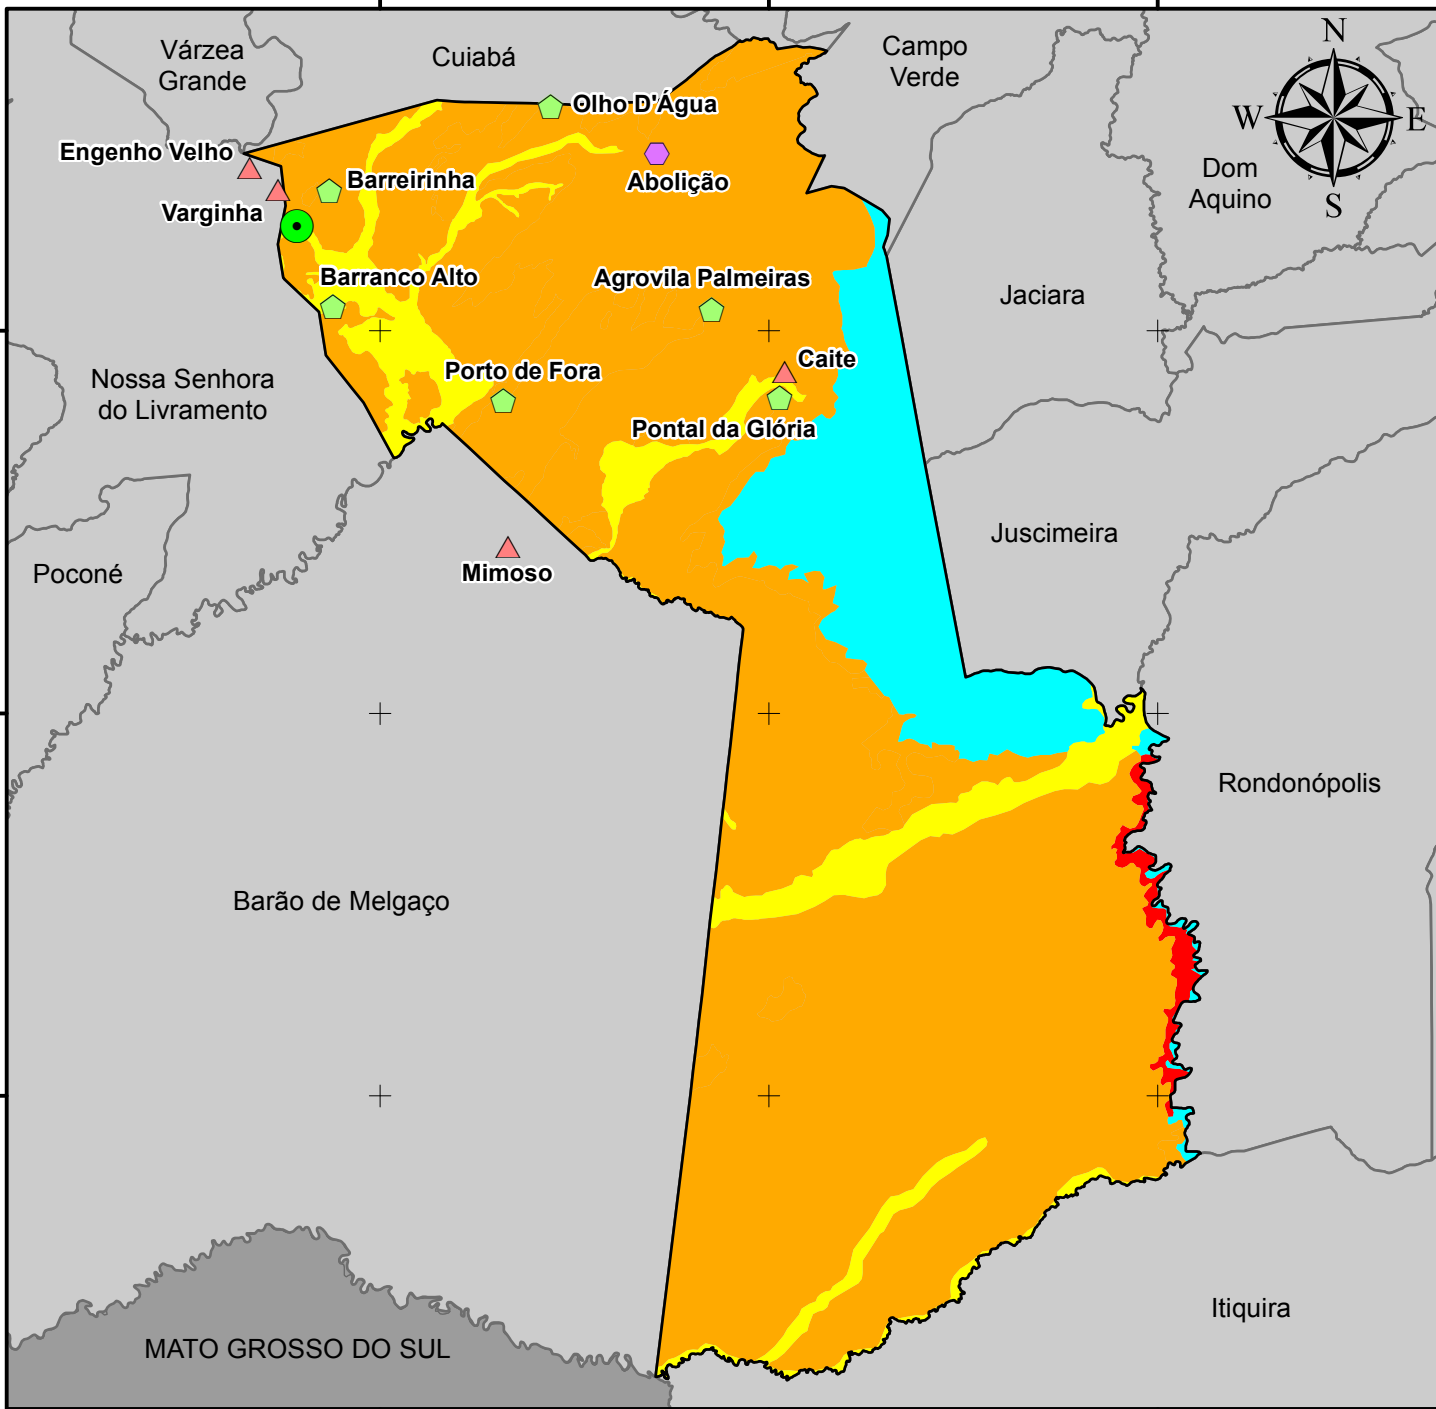 N
W
E
S
Várzea
Grande
Cuiabá
Campo
Verde
Olho D'Água
Engenho Velho
Abolição
Barreirinha
Varginha
Dom
Aquino
Barranco Alto
Agrovila Palmeiras
Jaciara
Caite
Porto de Fora
Nossa Senhora
do Livramento
Pontal da Glória
Juscimeira
Poconé
Mimoso
Rondonópolis
Barão de Melgaço
Itiquira
MATO GROSSO DO SUL